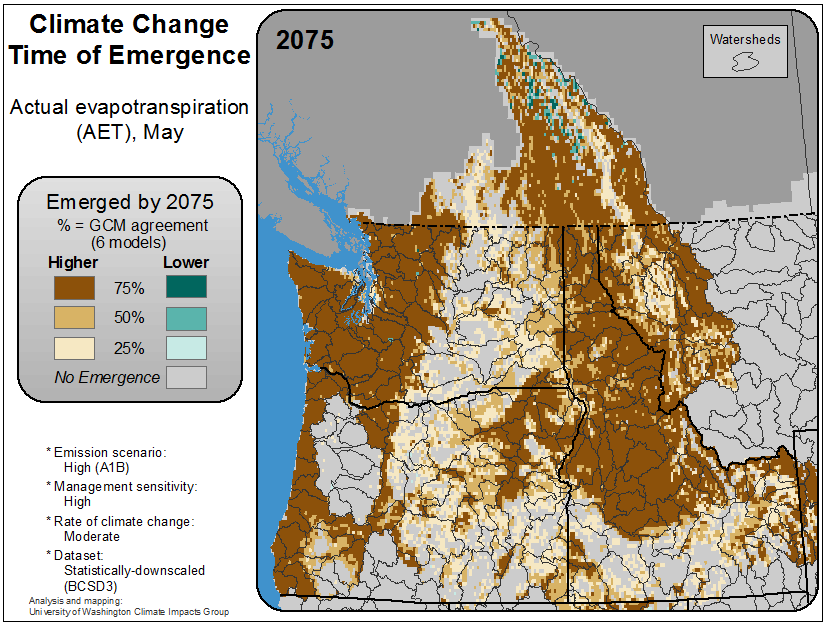 Climate Change
Time of Emergence
Actual evapotranspiration
(AET), May
Emerged by 2075
% = GCM agreement
(6 models)
Higher Lower
75%
50%
25%
No Emergence
* Emission scenario:
High (A1B)
* Management sensitivity:
High
* Rate of climate change:
Moderate
* Dataset:
Statistically-downscaled
(BCSD3)
Analysis and mapping:
University of Washington Climate Impacts Group
2075
Watersheds